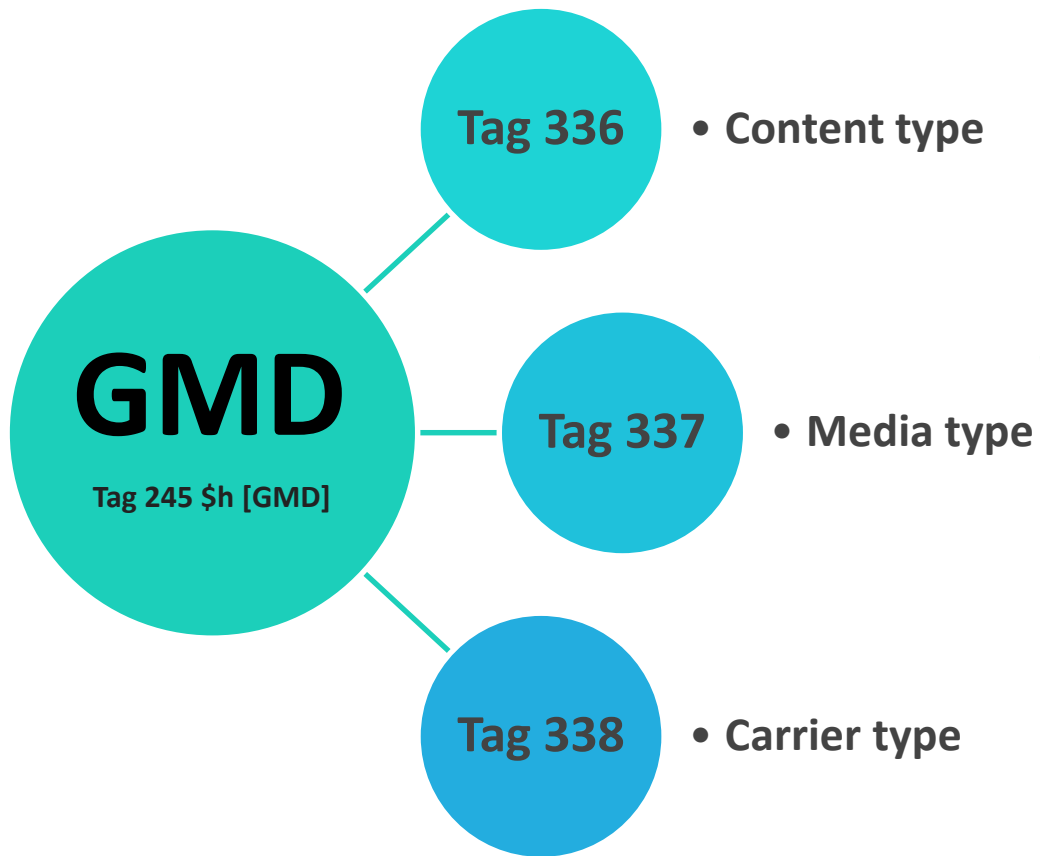 GMD
Tag 245 $h [GMD]
Tag 336
• Content type
Tag 337
• Media type
Tag 338
• Carrier type